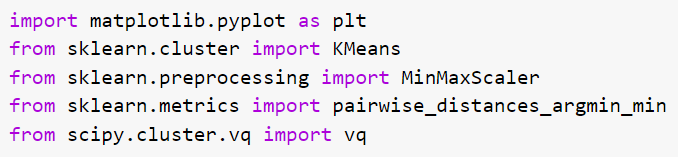 import matplotlib.pyplot as plt
from sklearn.cluster import KMeans
from sklearn.preprocessing import MinMaxScaler
from sklearn.metrics import pairwise_distances_argmin_min
from scipy.cluster.vq import vq